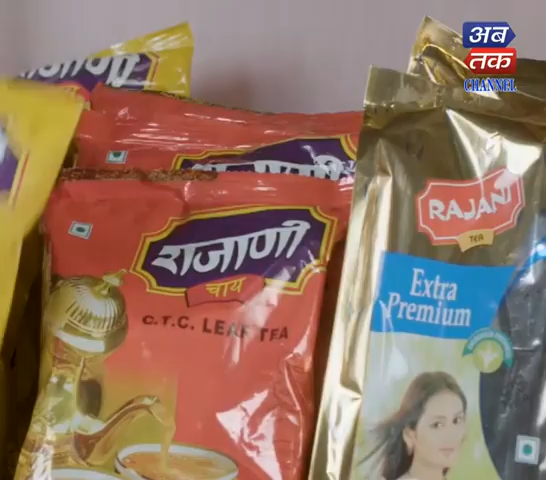 अब
तक
CHANNEL
राजाणी
राजाणी
चाय
C.T.C. LEAF TEA
RAJANI
TEA
Extra
Premium